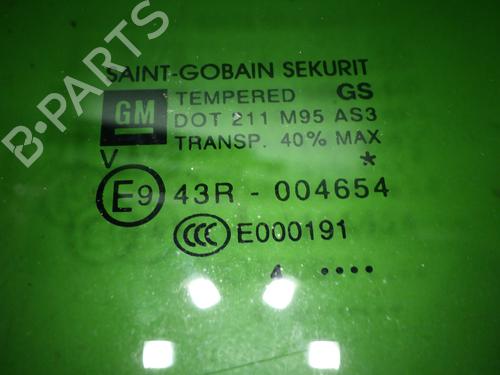 B-PARTS
SAINT-GOBAIN SEKURIT
GM TEMPERED GS
DOT 211 M95 AS3
TRANSP. 40% MAX
V *
E9 43R - 004654
CCC E000191
4 ••••